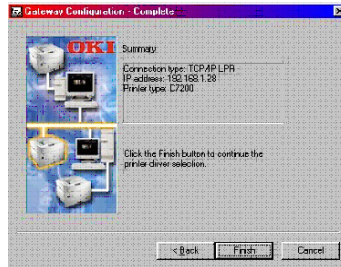 Gateway Configuration - Complete
OKI
Summary:
Connection type: TCP/IP LPR
IP address: 192.168.1.28
Printer type: C7200
Click the Finish button to continue the
printer driver selection.
< Back
Finish
Cancel